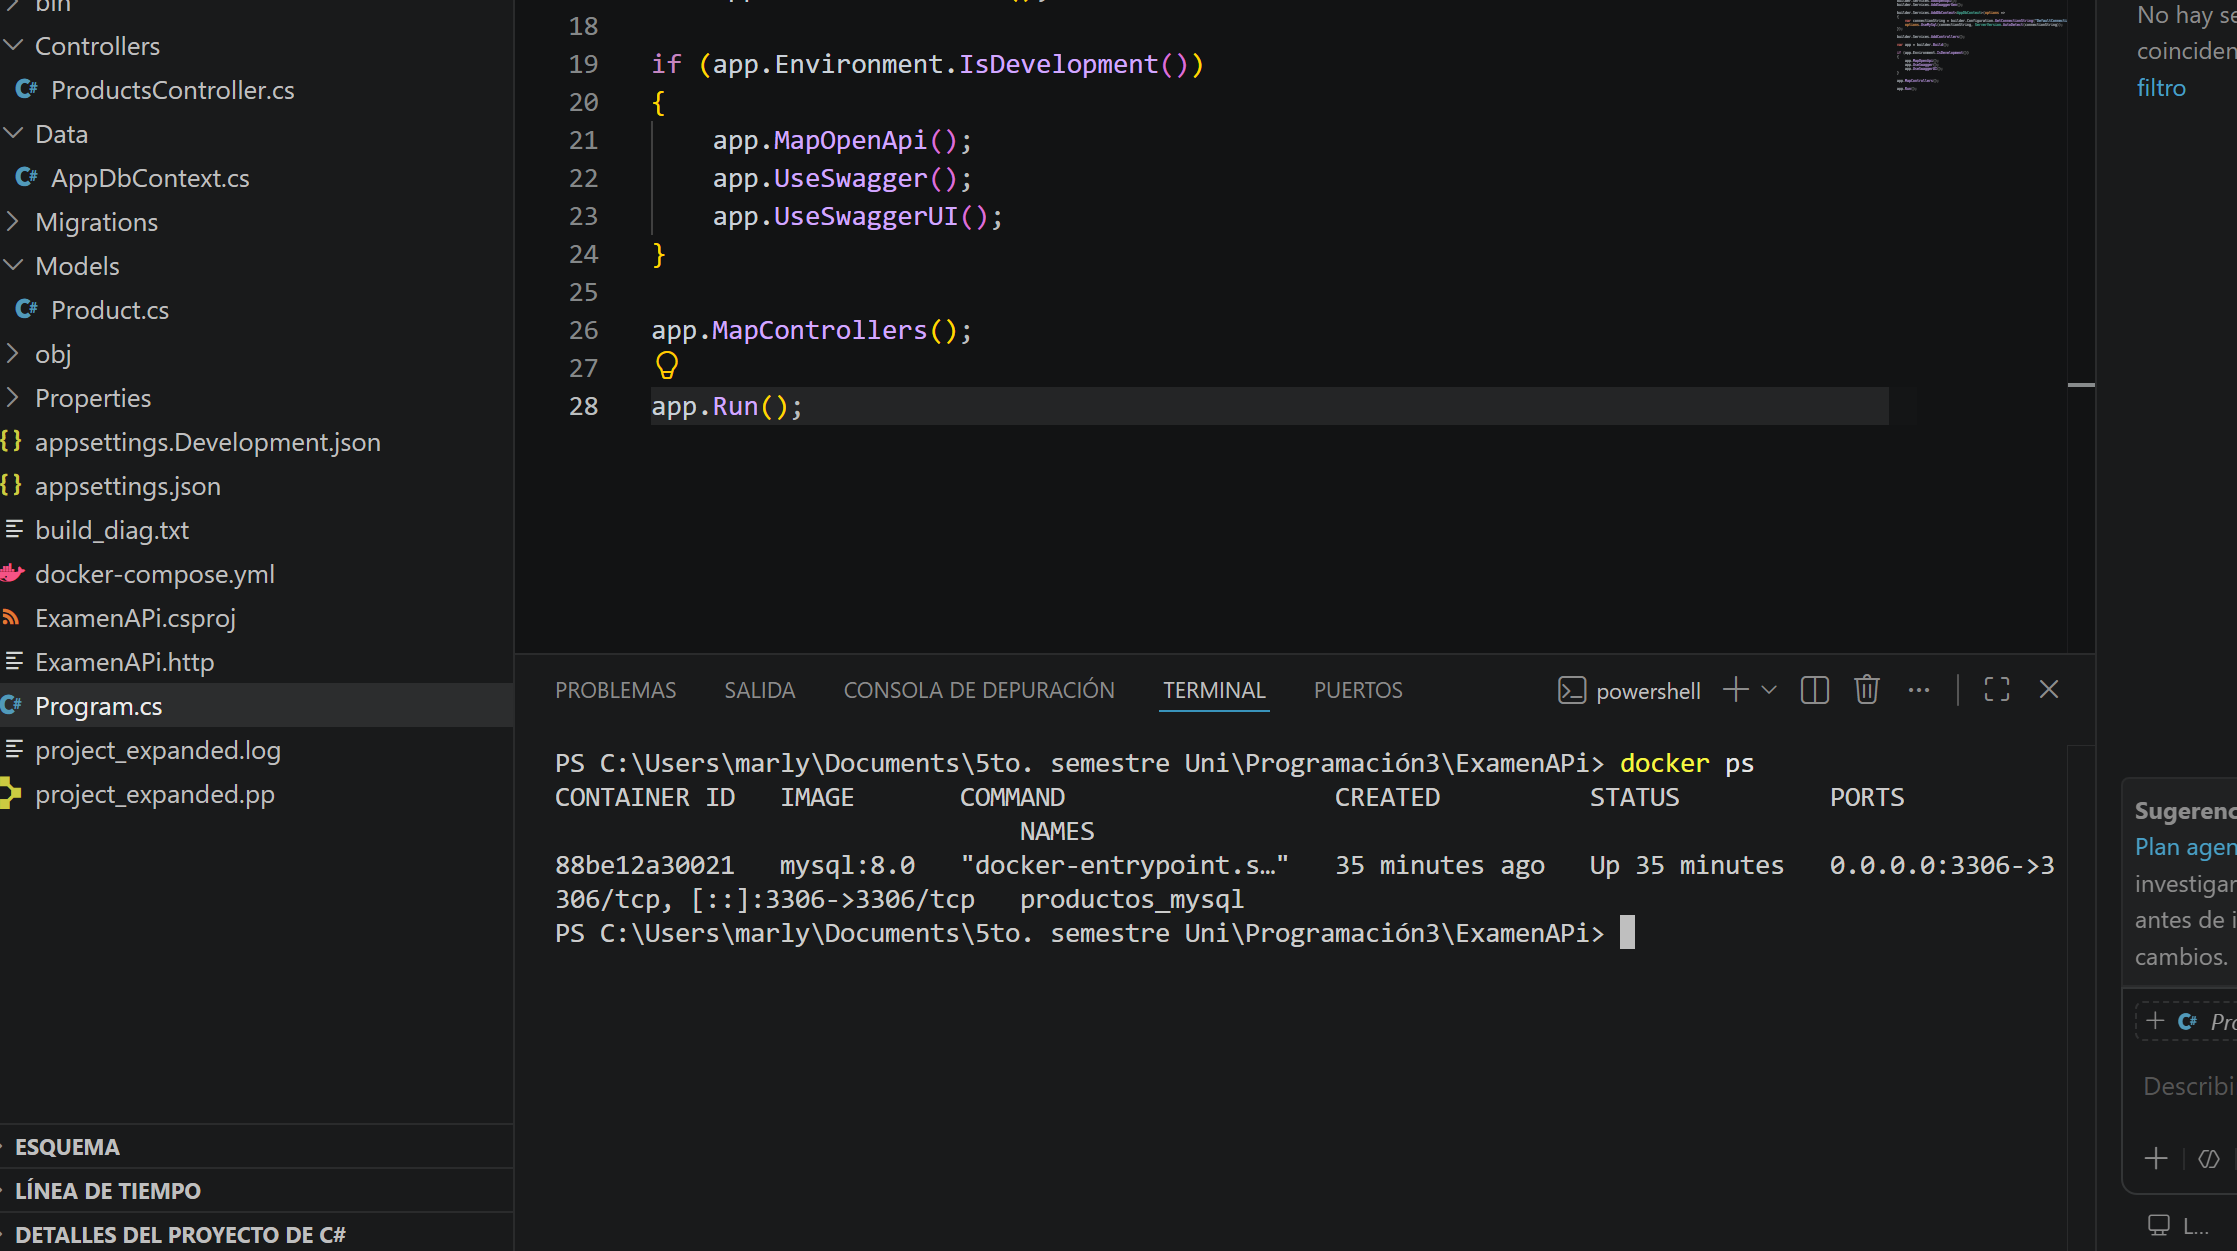 bin
Controllers
C# ProductsController.cs
Data
C# AppDbContext.cs
Migrations
Models
C# Product.cs
obj
Properties
{} appsettings.Development.json
{} appsettings.json
build_diag.txt
docker-compose.yml
ExamenAPi.csproj
ExamenAPi.http
C# Program.cs
project_expanded.log
project_expanded.pp
ESQUEMA
LÍNEA DE TIEMPO
DETALLES DEL PROYECTO DE C#
18
19 if (app.Environment.IsDevelopment())
20 {
21 app.MapOpenApi();
22 app.UseSwagger();
23 app.UseSwaggerUI();
24 }
25
26 app.MapControllers();
27
28 app.Run();
PROBLEMAS SALIDA CONSOLA DE DEPURACIÓN TERMINAL PUERTOS powershell
PS C:\Users\marly\Documents\5to. semestre Uni\Programación3\ExamenAPi> docker ps
CONTAINER ID IMAGE COMMAND CREATED STATUS PORTS
NAMES
88be12a30021 mysql:8.0 "docker-entrypoint.s…" 35 minutes ago Up 35 minutes 0.0.0.0:3306->3
306/tcp, [::]:3306->3306/tcp productos_mysql
PS C:\Users\marly\Documents\5to. semestre Uni\Programación3\ExamenAPi>
No hay se
coinciden
filtro
Sugerenc
Plan agen
investigar
antes de i
cambios.
C# Pro
Describi
L...